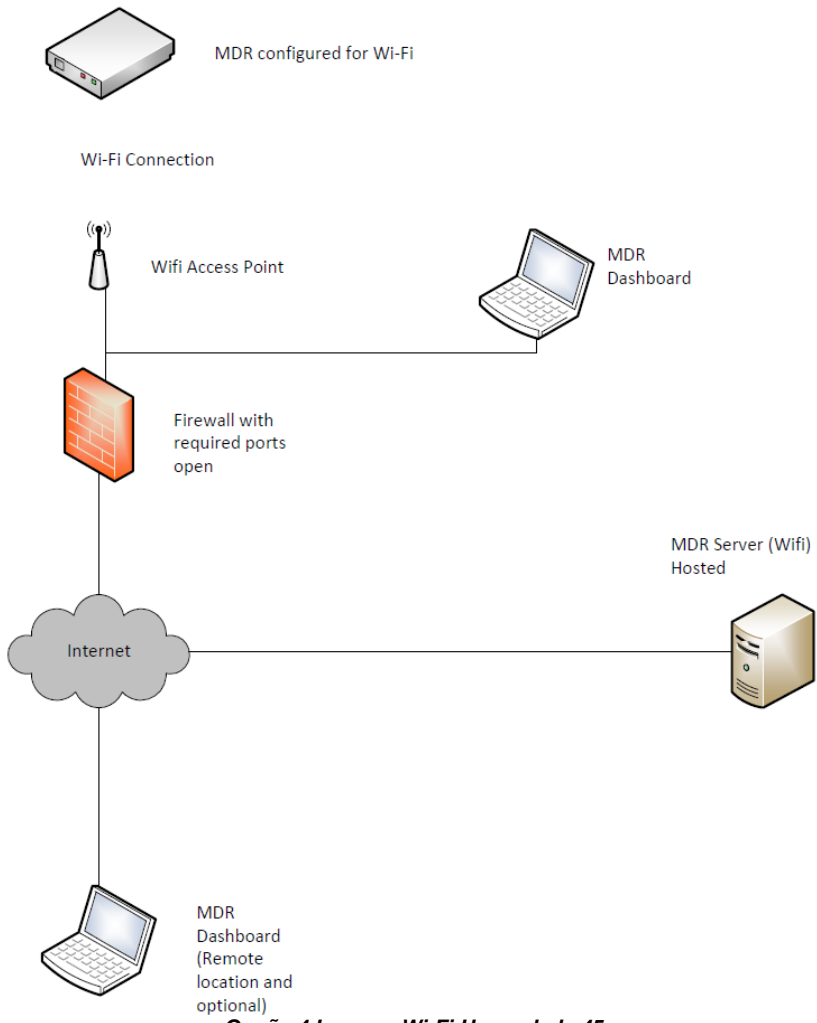 MDR configured for Wi-Fi
Wi-Fi Connection
Wifi Access Point
MDR
Dashboard
Firewall with
required ports
open
MDR Server (Wifi)
Hosted
Internet
MDR
Dashboard
(Remote
location and
optional)